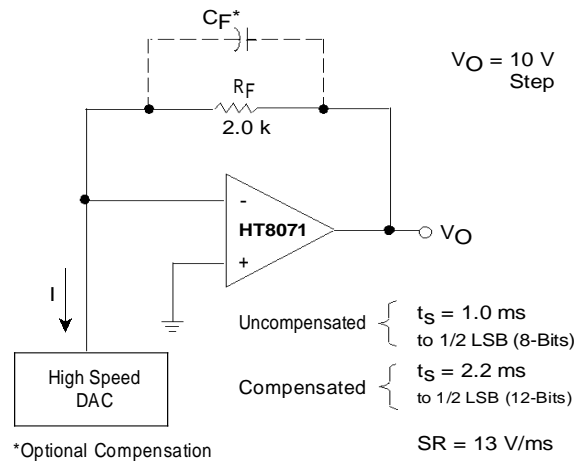 CF*
VO = 10 V
Step
RF
2.0 k
-
HT8071
+
VO
I
Uncompensated
tS = 1.0 ms
to 1/2 LSB (8-Bits)
High Speed
DAC
Compensated
tS = 2.2 ms
to 1/2 LSB (12-Bits)
*Optional Compensation
SR = 13 V/ms